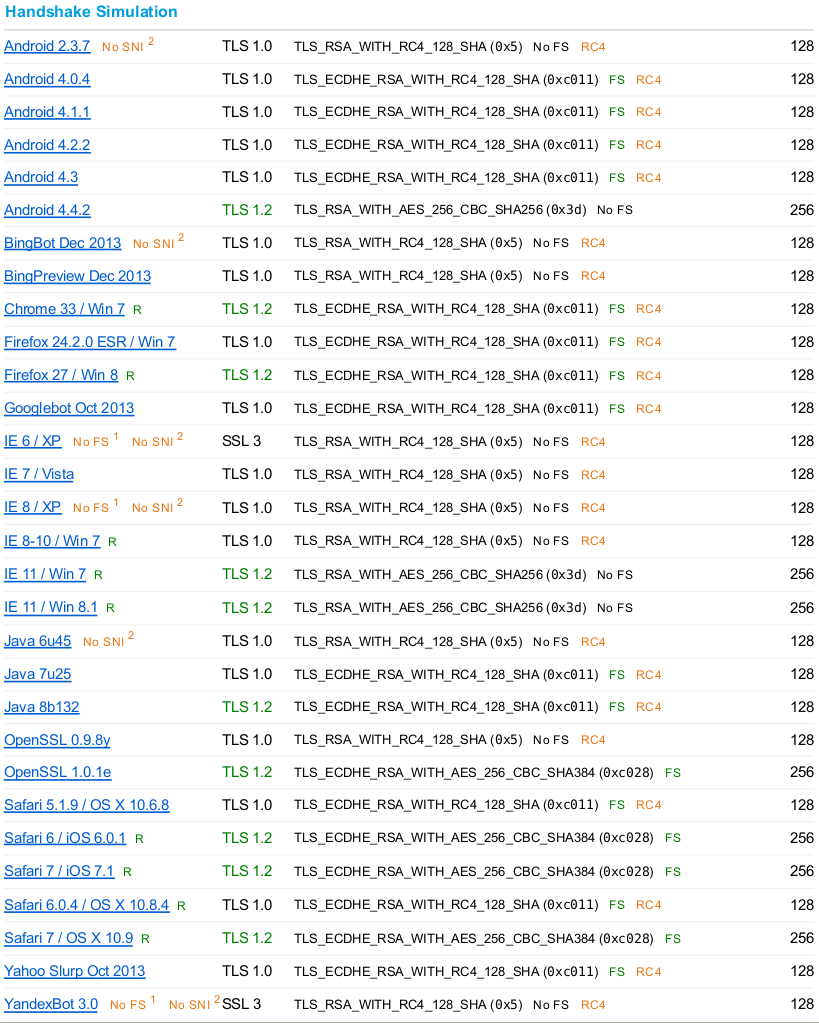 Handshake Simulation
Android 2.3.7 No SNI 2 TLS 1.0 TLS_RSA_WITH_RC4_128_SHA (0x5) No FS RC4 128
Android 4.0.4 TLS 1.0 TLS_ECDHE_RSA_WITH_RC4_128_SHA (0xc011) FS RC4 128
Android 4.1.1 TLS 1.0 TLS_ECDHE_RSA_WITH_RC4_128_SHA (0xc011) FS RC4 128
Android 4.2.2 TLS 1.0 TLS_ECDHE_RSA_WITH_RC4_128_SHA (0xc011) FS RC4 128
Android 4.3 TLS 1.0 TLS_ECDHE_RSA_WITH_RC4_128_SHA (0xc011) FS RC4 128
Android 4.4.2 TLS 1.2 TLS_RSA_WITH_AES_256_CBC_SHA256 (0x3d) No FS 256
BingBot Dec 2013 No SNI 2 TLS 1.0 TLS_RSA_WITH_RC4_128_SHA (0x5) No FS RC4 128
BingPreview Dec 2013 TLS 1.0 TLS_RSA_WITH_RC4_128_SHA (0x5) No FS RC4 128
Chrome 33 / Win 7 R TLS 1.2 TLS_ECDHE_RSA_WITH_RC4_128_SHA (0xc011) FS RC4 128
Firefox 24.2.0 ESR / Win 7 TLS 1.0 TLS_ECDHE_RSA_WITH_RC4_128_SHA (0xc011) FS RC4 128
Firefox 27 / Win 8 R TLS 1.2 TLS_ECDHE_RSA_WITH_RC4_128_SHA (0xc011) FS RC4 128
Googlebot Oct 2013 TLS 1.0 TLS_ECDHE_RSA_WITH_RC4_128_SHA (0xc011) FS RC4 128
IE 6 / XP No FS 1 No SNI 2 SSL 3 TLS_RSA_WITH_RC4_128_SHA (0x5) No FS RC4 128
IE 7 / Vista TLS 1.0 TLS_RSA_WITH_RC4_128_SHA (0x5) No FS RC4 128
IE 8 / XP No FS 1 No SNI 2 TLS 1.0 TLS_RSA_WITH_RC4_128_SHA (0x5) No FS RC4 128
IE 8-10 / Win 7 R TLS 1.0 TLS_RSA_WITH_RC4_128_SHA (0x5) No FS RC4 128
IE 11 / Win 7 R TLS 1.2 TLS_RSA_WITH_AES_256_CBC_SHA256 (0x3d) No FS 256
IE 11 / Win 8.1 R TLS 1.2 TLS_RSA_WITH_AES_256_CBC_SHA256 (0x3d) No FS 256
Java 6u45 No SNI 2 TLS 1.0 TLS_RSA_WITH_RC4_128_SHA (0x5) No FS RC4 128
Java 7u25 TLS 1.0 TLS_ECDHE_RSA_WITH_RC4_128_SHA (0xc011) FS RC4 128
Java 8b132 TLS 1.2 TLS_ECDHE_RSA_WITH_RC4_128_SHA (0xc011) FS RC4 128
OpenSSL 0.9.8y TLS 1.0 TLS_RSA_WITH_RC4_128_SHA (0x5) No FS RC4 128
OpenSSL 1.0.1e TLS 1.2 TLS_ECDHE_RSA_WITH_AES_256_CBC_SHA384 (0xc028) FS 256
Safari 5.1.9 / OS X 10.6.8 TLS 1.0 TLS_ECDHE_RSA_WITH_RC4_128_SHA (0xc011) FS RC4 128
Safari 6 / iOS 6.0.1 R TLS 1.2 TLS_ECDHE_RSA_WITH_AES_256_CBC_SHA384 (0xc028) FS 256
Safari 7 / iOS 7.1 R TLS 1.2 TLS_ECDHE_RSA_WITH_AES_256_CBC_SHA384 (0xc028) FS 256
Safari 6.0.4 / OS X 10.8.4 R TLS 1.0 TLS_ECDHE_RSA_WITH_RC4_128_SHA (0xc011) FS RC4 128
Safari 7 / OS X 10.9 R TLS 1.2 TLS_ECDHE_RSA_WITH_AES_256_CBC_SHA384 (0xc028) FS 256
Yahoo Slurp Oct 2013 TLS 1.0 TLS_ECDHE_RSA_WITH_RC4_128_SHA (0xc011) FS RC4 128
YandexBot 3.0 No FS 1 No SNI 2 SSL 3 TLS_RSA_WITH_RC4_128_SHA (0x5) No FS RC4 128